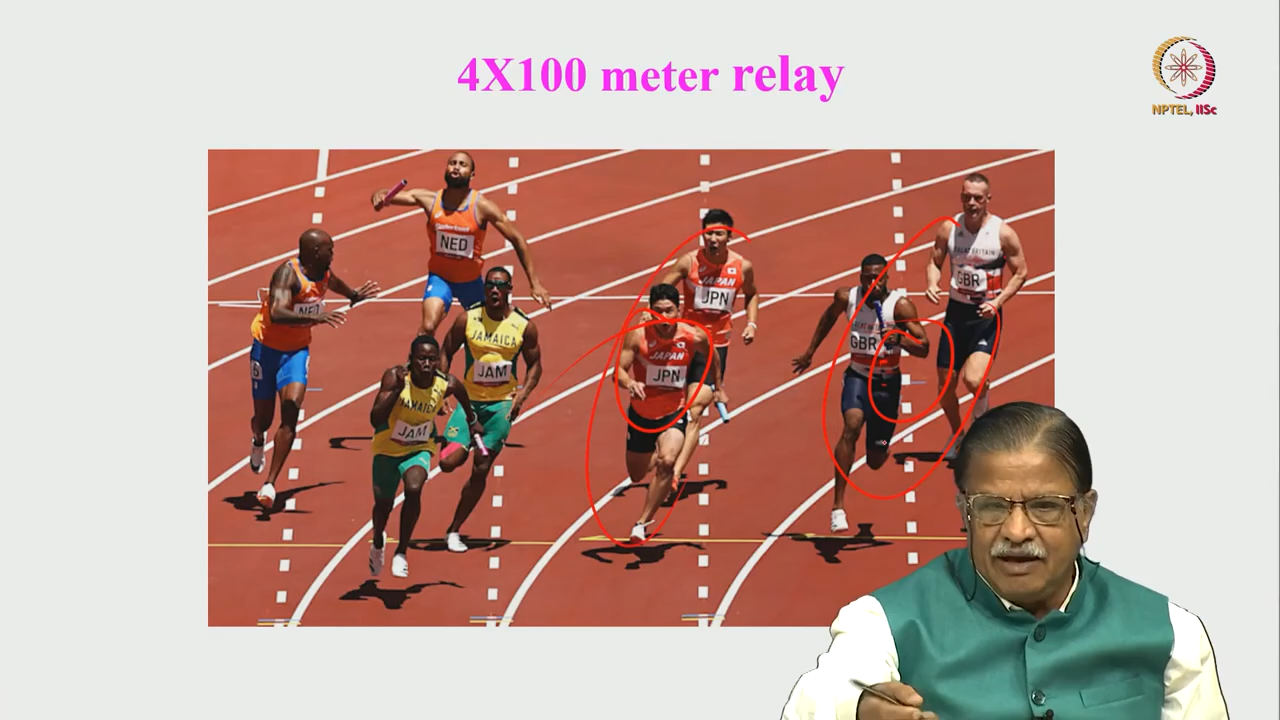 4X100 meter relay
NPTEL, IISc
NED
NED
JAMAICA
JAM
JAMAICA
JAM
JAPAN
JPN
JAPAN
JPN
GBR
GREAT BRITAIN
GBR
6